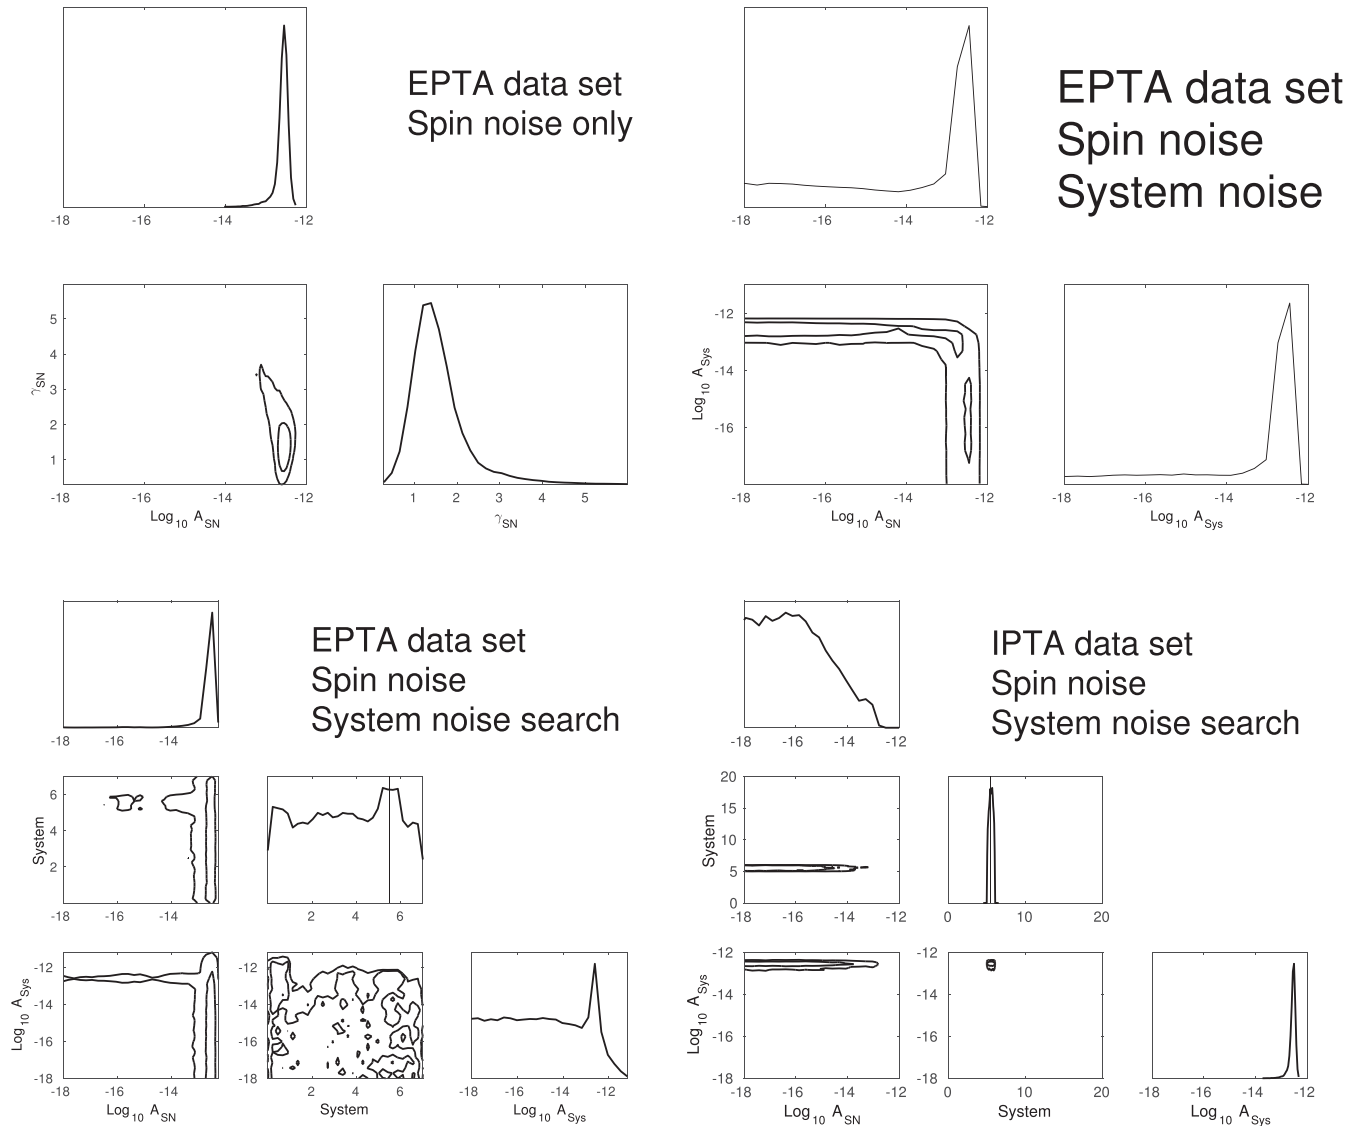 EPTA data set
Spin noise only
-18 -16 -14 -12
5
4
3
2
1
γSN
-18 -16 -14 -12
Log10 ASN
1 2 3 4 5
γSN
EPTA data set
Spin noise
System noise
-18 -16 -14 -12
-12
-14
-16
Log10 ASys
-18 -16 -14 -12
Log10 ASN
-18 -16 -14 -12
Log10 ASys
EPTA data set
Spin noise
System noise search
-18 -16 -14
6
4
2
System
-18 -16 -14
2 4 6
-12
-14
-16
-18
Log10 ASys
-18 -16 -14
Log10 ASN
-12
-14
-16
-18
2 4 6
System
-18 -16 -14 -12
Log10 ASys
IPTA data set
Spin noise
System noise search
-18 -16 -14 -12
20
15
10
5
0
System
-18 -16 -14 -12
0 10 20
-12
-14
-16
-18
Log10 ASys
-18 -16 -14 -12
Log10 ASN
-12
-14
-16
-18
0 10 20
System
-18 -16 -14 -12
Log10 ASys